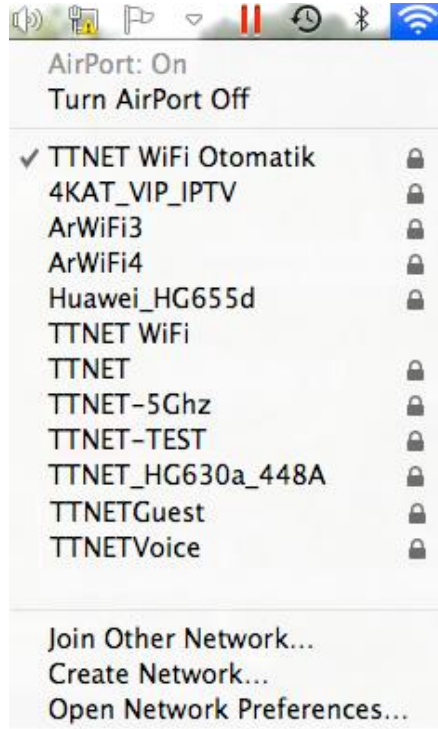 AirPort: On
Turn AirPort Off
TTNET WiFi Otomatik
4KAT_VIP_IPTV
ArWiFi3
ArWiFi4
Huawei_HG655d
TTNET WiFi
TTNET
TTNET-5Ghz
TTNET-TEST
TTNET_HG630a_448A
TTNETGuest
TTNETVoice
Join Other Network...
Create Network...
Open Network Preferences...